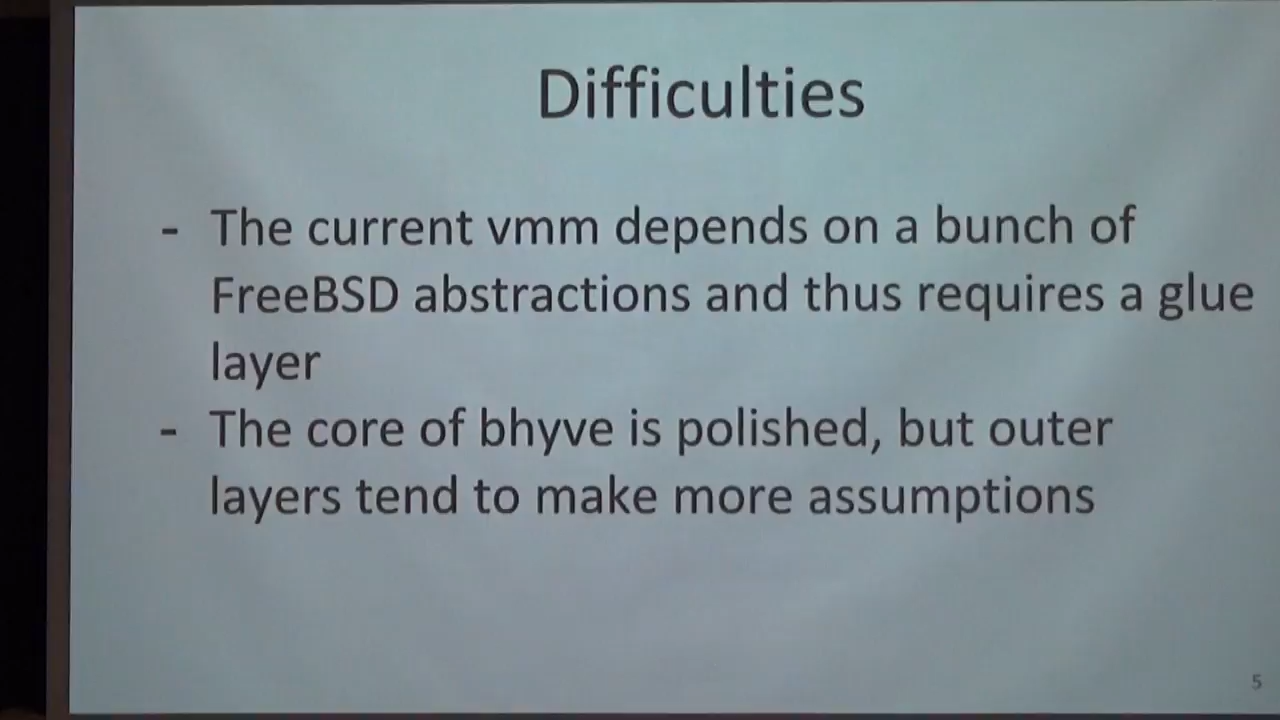 Difficulties
- The current vmm depends on a bunch of
FreeBSD abstractions and thus requires a glue
layer
- The core of bhyve is polished, but outer
layers tend to make more assumptions
5